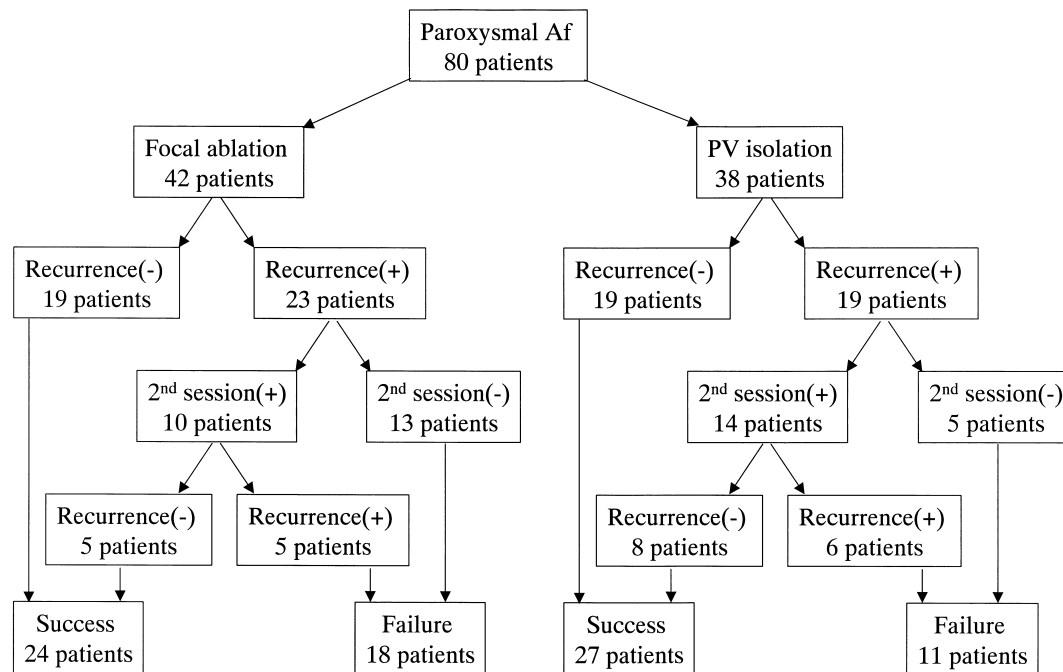 Paroxysmal Af
80 patients
Focal ablation
42 patients
PV isolation
38 patients
Recurrence(-)
19 patients
Recurrence(+)
23 patients
Recurrence(-)
19 patients
Recurrence(+)
19 patients
2nd session(+)
10 patients
2nd session(-)
13 patients
2nd session(+)
14 patients
2nd session(-)
5 patients
Recurrence(-)
5 patients
Recurrence(+)
5 patients
Recurrence(-)
8 patients
Recurrence(+)
6 patients
Success
24 patients
Failure
18 patients
Success
27 patients
Failure
11 patients